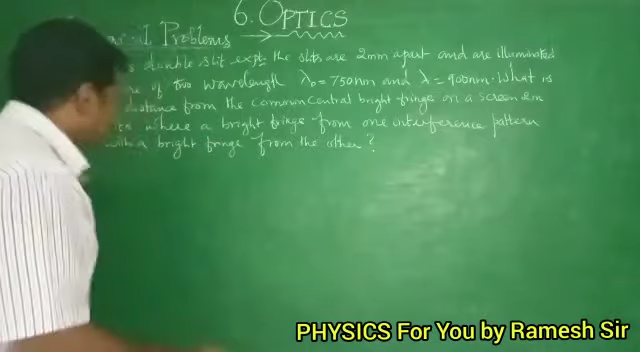 6. OPTICS
Problems
double slit expt. the slits are 2mm apart and are illuminated
of two wavelength λ₀ = 750nm and λ = 900nm. What is
distance from the common central bright fringe on a screen 2m
where a bright fringe from one interference pattern
a bright fringe from the other ?
PHYSICS For You by Ramesh Sir